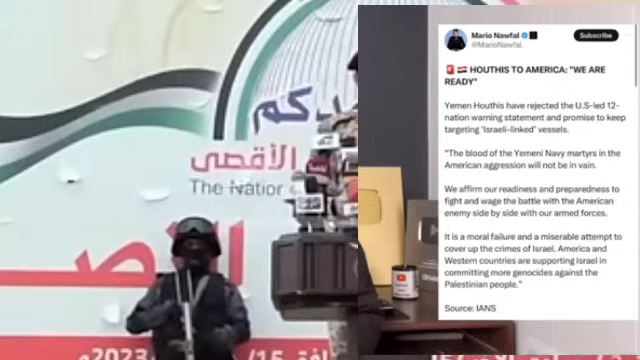 كم
الأقصى
The Nation
Mario Nawfal
@MarioNawfal
Subscribe
🚨 🇾🇪 HOUTHIS TO AMERICA: "WE ARE
READY"
Yemen Houthis have rejected the U.S-led 12-
nation warning statement and promise to keep
targeting 'Israeli-linked' vessels.
"The blood of the Yemeni Navy martyrs in the
American aggression will not be in vain.
We affirm our readiness and preparedness to
fight and wage the battle with the American
enemy side by side with our armed forces.
It is a moral failure and a miserable attempt to
cover up the crimes of Israel. America and
Western countries are supporting Israel in
committing more genocides against the
Palestinian people."
Source: IANS